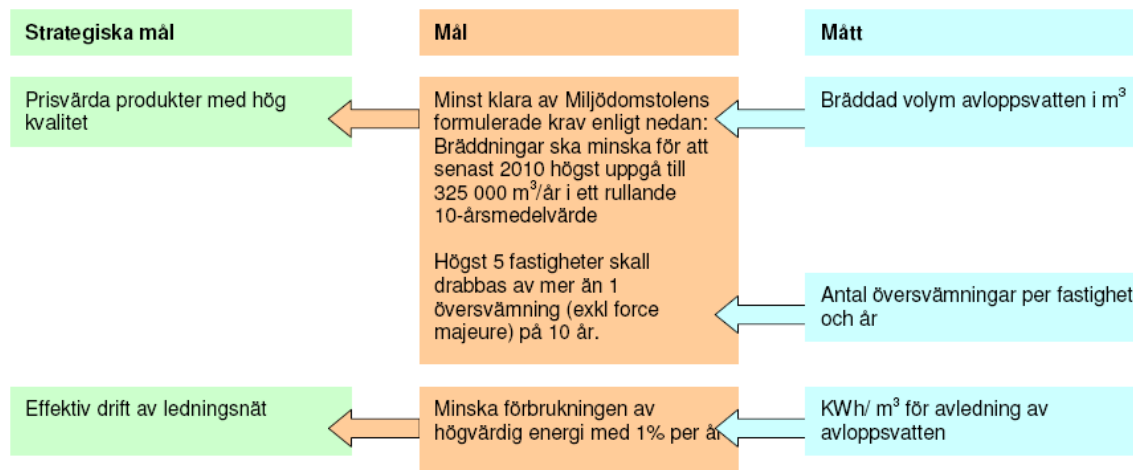 Strategiska mål
Mål
Mått
Prisvärda produkter med hög
kvalitet
Minst klara av Miljödomstolens
formulerade krav enligt nedan:
Bräddningar ska minska för att
senast 2010 högst uppgå till
325 000 m³/år i ett rullande
10-årsmedelvärde
Högst 5 fastigheter skall
drabbas av mer än 1
översvämning (exkl force
majeure) på 10 år.
Bräddad volym avloppsvatten i m³
Antal översvämningar per fastighet
och år
Effektiv drift av ledningsnät
Minska förbrukningen av
högvärdig energi med 1% per år
KWh/ m³ för avledning av
avloppsvatten